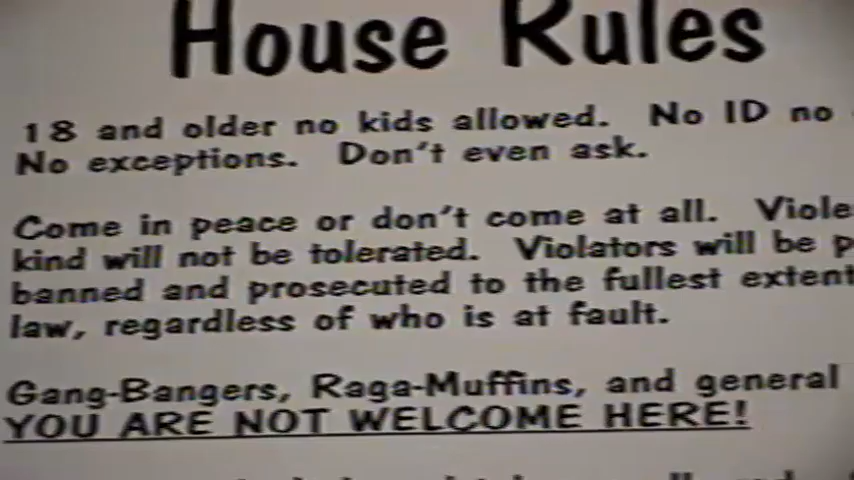 House Rules
18 and older no kids allowed. No ID no
No exceptions. Don't even ask.
Come in peace or don't come at all.
kind will not be tolerated. Violators will be
banned and prosecuted to the fullest extent
law, regardless of who is at fault.
Gang-Bangers, Raga-Muffins, and general
YOU ARE NOT WELCOME HERE!